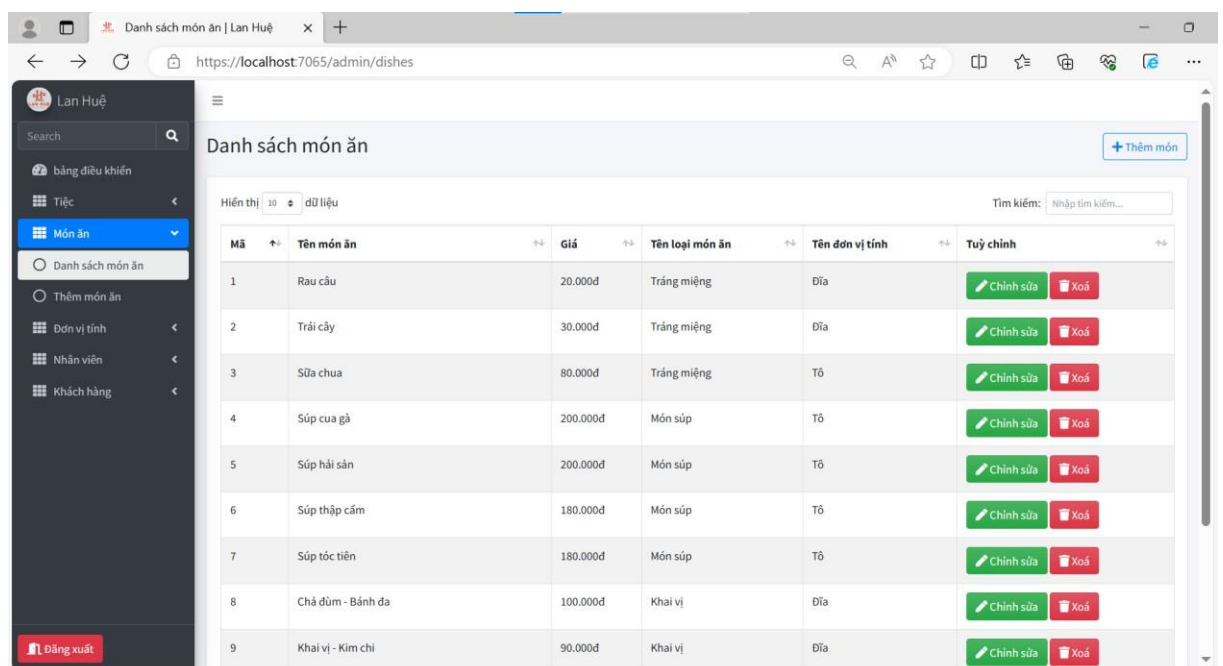 Danh sách món ăn | Lan Huệ
https://localhost:7065/admin/dishes
Lan Huệ
Search
bảng điều khiển
Tiệc
Món ăn
Danh sách món ăn
Thêm món ăn
Đơn vị tính
Nhân viên
Khách hàng
Đăng xuất
Danh sách món ăn
Thêm món
Hiển thị 10 dữ liệu
Tìm kiếm: Nhập tìm kiếm...
Mã Tên món ăn Giá Tên loại món ăn Tên đơn vị tính Tuỳ chỉnh
1 Rau câu 20.000đ Tráng miệng Đĩa Chỉnh sửa Xoá
2 Trái cây 30.000đ Tráng miệng Đĩa Chỉnh sửa Xoá
3 Sữa chua 80.000đ Tráng miệng Tô Chỉnh sửa Xoá
4 Súp cua gà 200.000đ Món súp Tô Chỉnh sửa Xoá
5 Súp hải sản 200.000đ Món súp Tô Chỉnh sửa Xoá
6 Súp thập cẩm 180.000đ Món súp Tô Chỉnh sửa Xoá
7 Súp tóc tiên 180.000đ Món súp Tô Chỉnh sửa Xoá
8 Chả đùm - Bánh đa 100.000đ Khai vị Đĩa Chỉnh sửa Xoá
9 Khai vị - Kim chi 90.000đ Khai vị Đĩa Chỉnh sửa Xoá